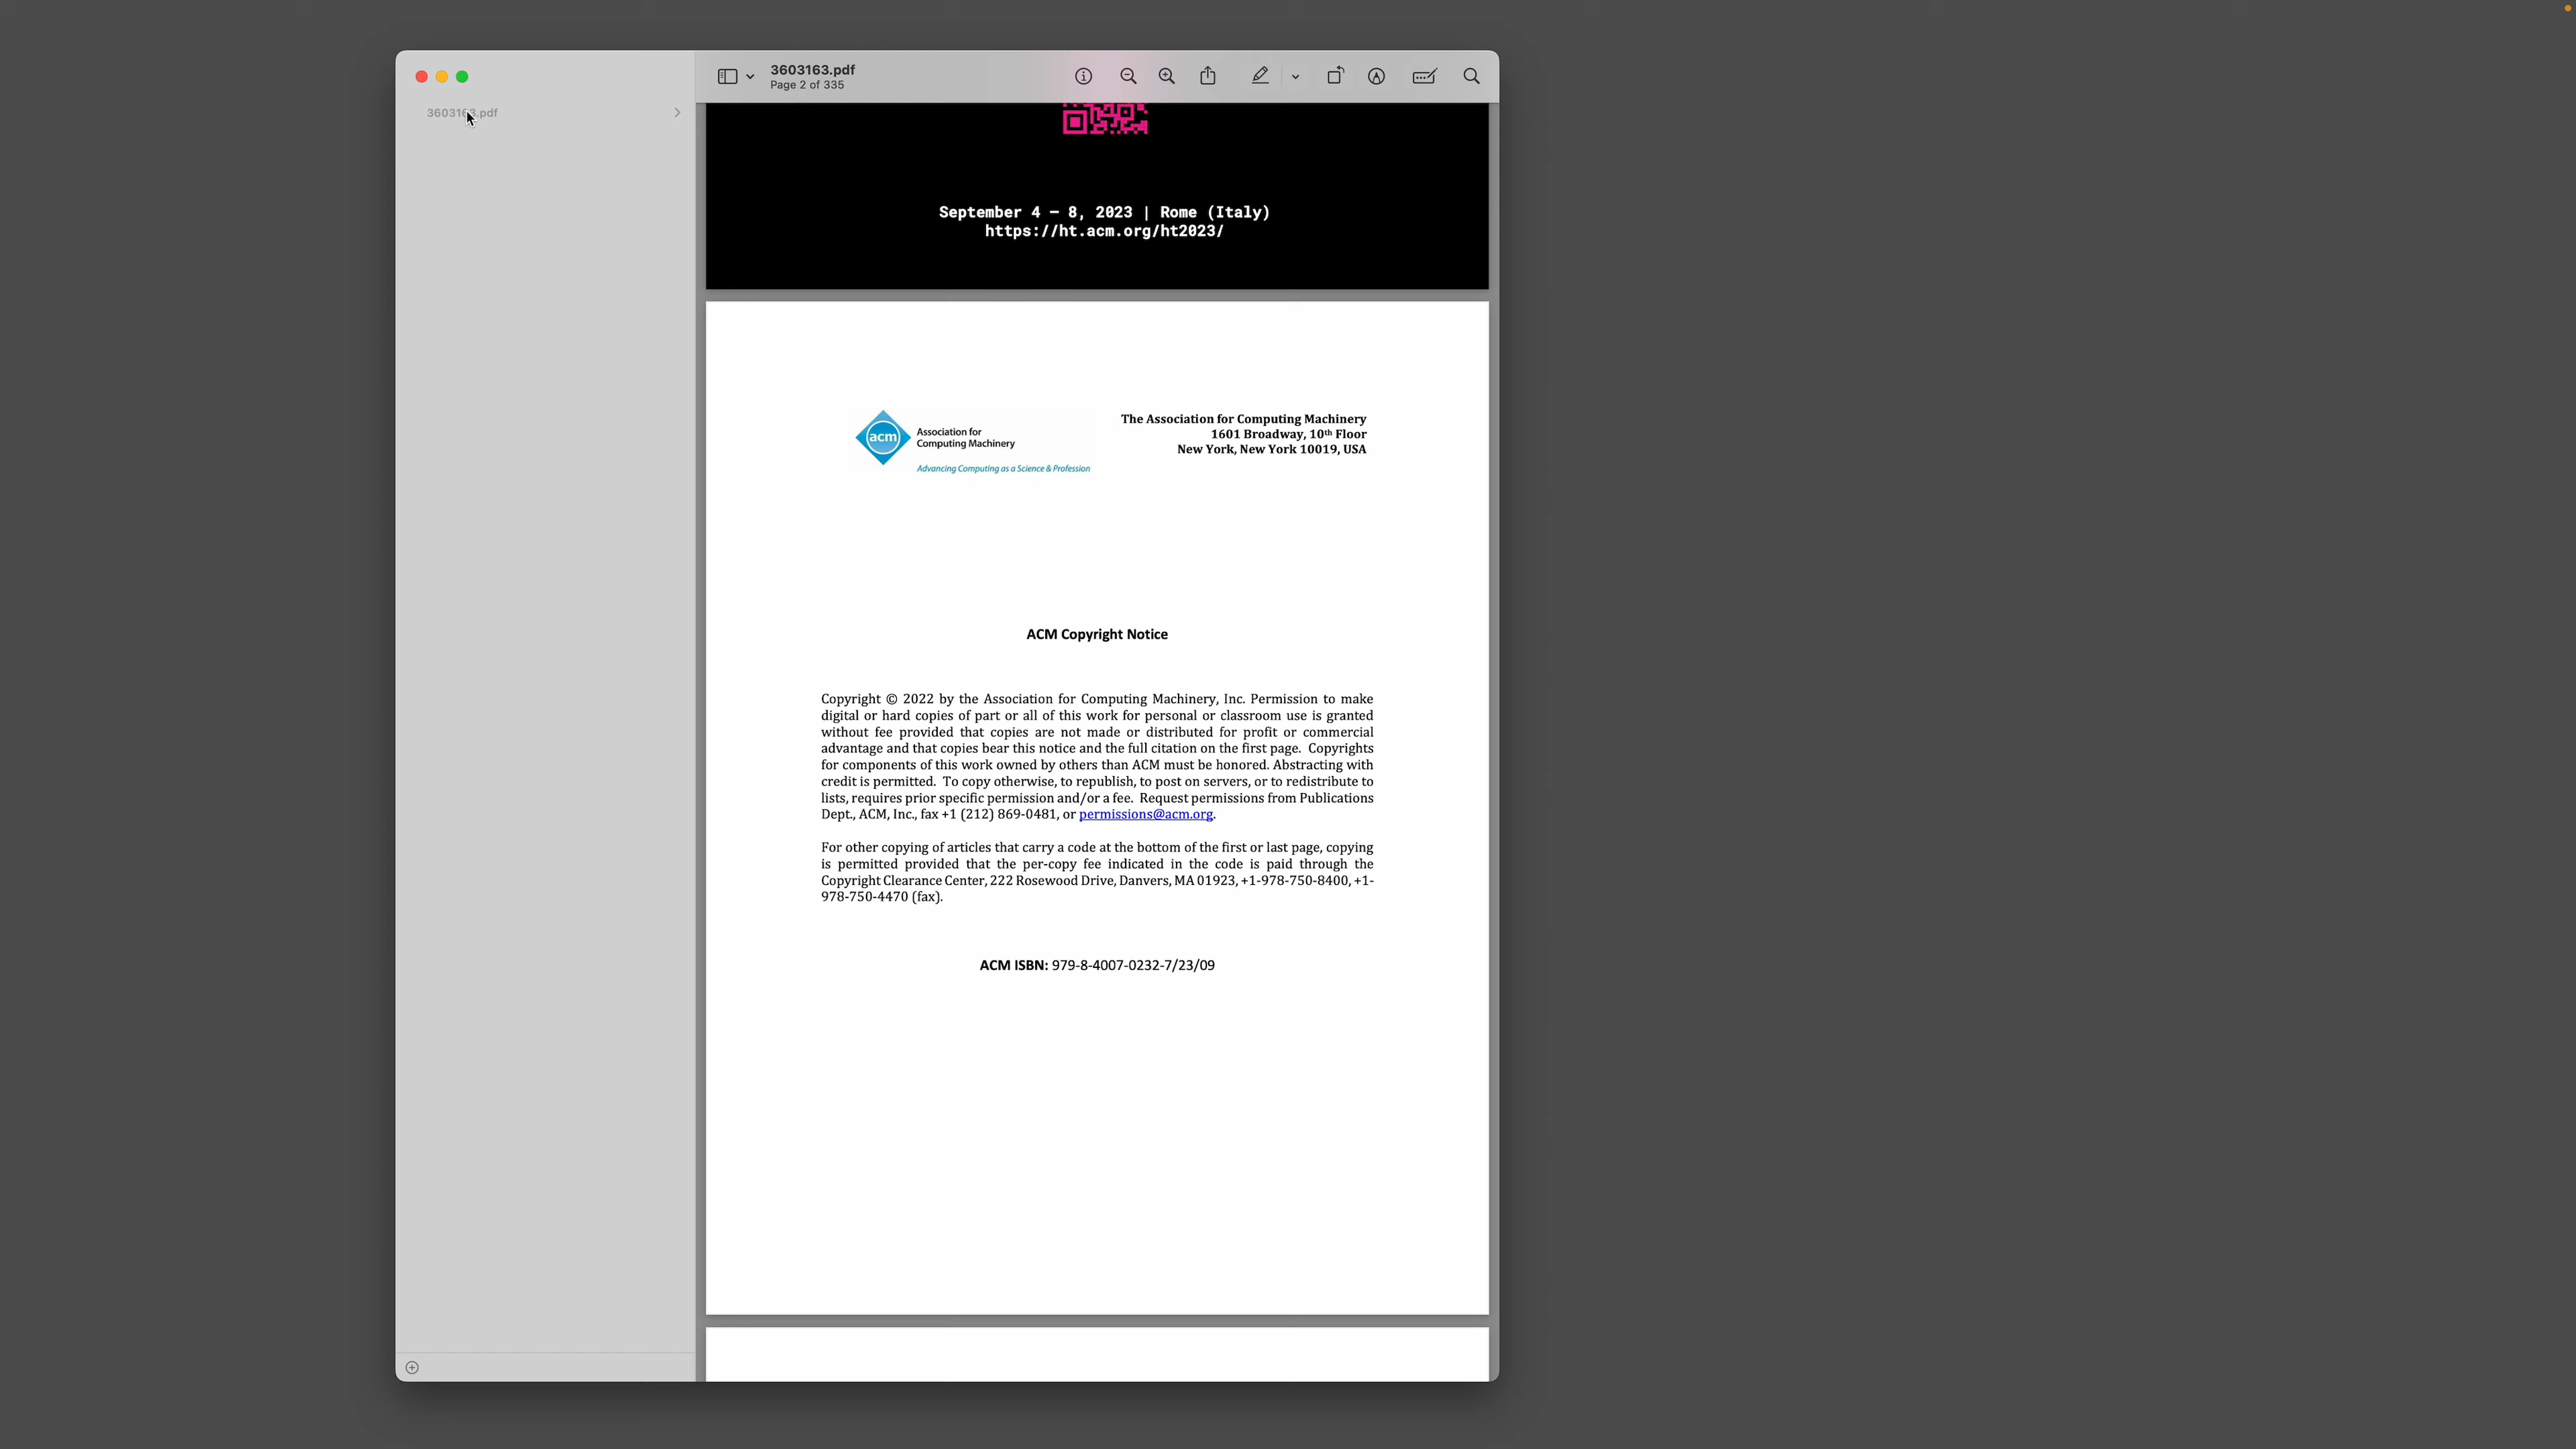 3603163.pdf
Page 2 of 335
3603163.pdf
September 4 – 8, 2023 | Rome (Italy)
https://ht.acm.org/ht2023/
acm
Association for
Computing Machinery
Advancing Computing as a Science & Profession
The Association for Computing Machinery
1601 Broadway, 10th Floor
New York, New York 10019, USA
ACM Copyright Notice
Copyright © 2022 by the Association for Computing Machinery, Inc. Permission to make
digital or hard copies of part or all of this work for personal or classroom use is granted
without fee provided that copies are not made or distributed for profit or commercial
advantage and that copies bear this notice and the full citation on the first page. Copyrights
for components of this work owned by others than ACM must be honored. Abstracting with
credit is permitted. To copy otherwise, to republish, to post on servers, or to redistribute to
lists, requires prior specific permission and/or a fee. Request permissions from Publications
Dept., ACM, Inc., fax +1 (212) 869-0481, or permissions@acm.org.
For other copying of articles that carry a code at the bottom of the first or last page, copying
is permitted provided that the per-copy fee indicated in the code is paid through the
Copyright Clearance Center, 222 Rosewood Drive, Danvers, MA 01923, +1-978-750-8400, +1-
978-750-4470 (fax).
ACM ISBN: 979-8-4007-0232-7/23/09